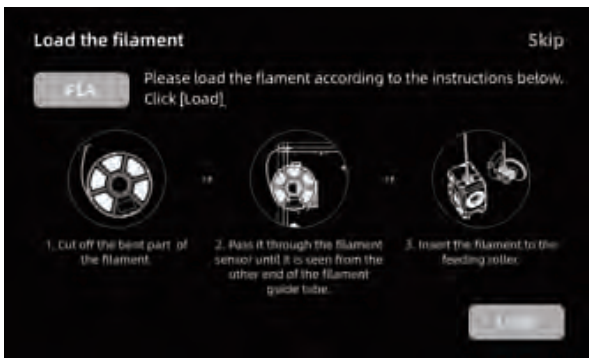 Load the filament
Skip
PLA
Please load the flament according to the instructions below.
Click [Load]
1. Cut off the bent part of
the filament.
2. Pass it through the filament
sensor until it is seen from the
other end of the filament
guide tube.
3. Insert the filament to the
feeding roller.